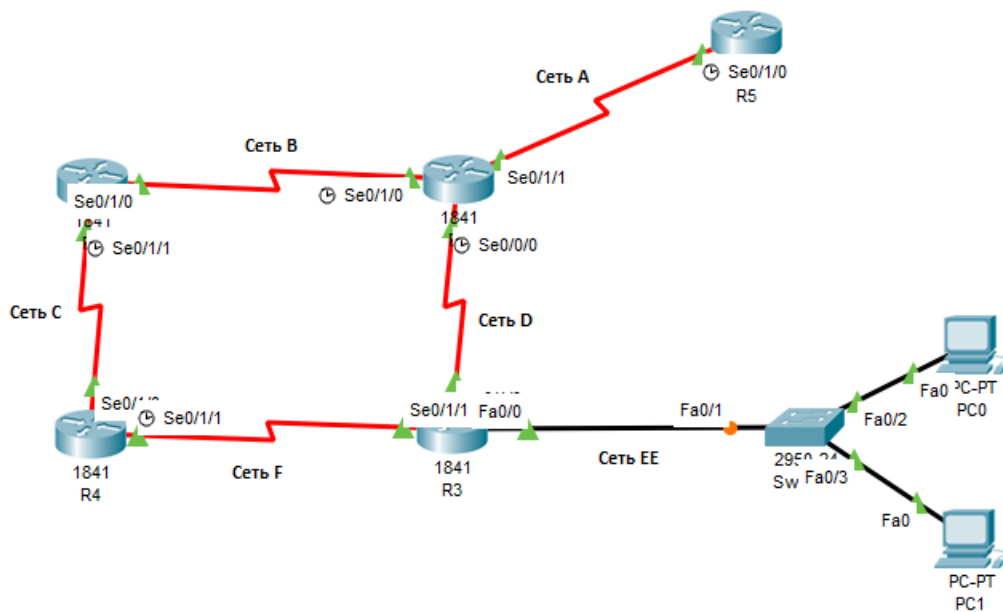 Сеть A
Se0/1/0
R5
Сеть B
Se0/1/1
Se0/1/0
Se0/1/0
1841
1841
Se0/1/1
Se0/0/0
Сеть C
Сеть D
PC-PT
PC0
Fa0
Fa0/2
Se0/1/1
Se0/1/1
Fa0/0
Fa0/1
1841
R4
Сеть F
1841
R3
Сеть EE
Fa0/3
Fa0
PC-PT
PC1